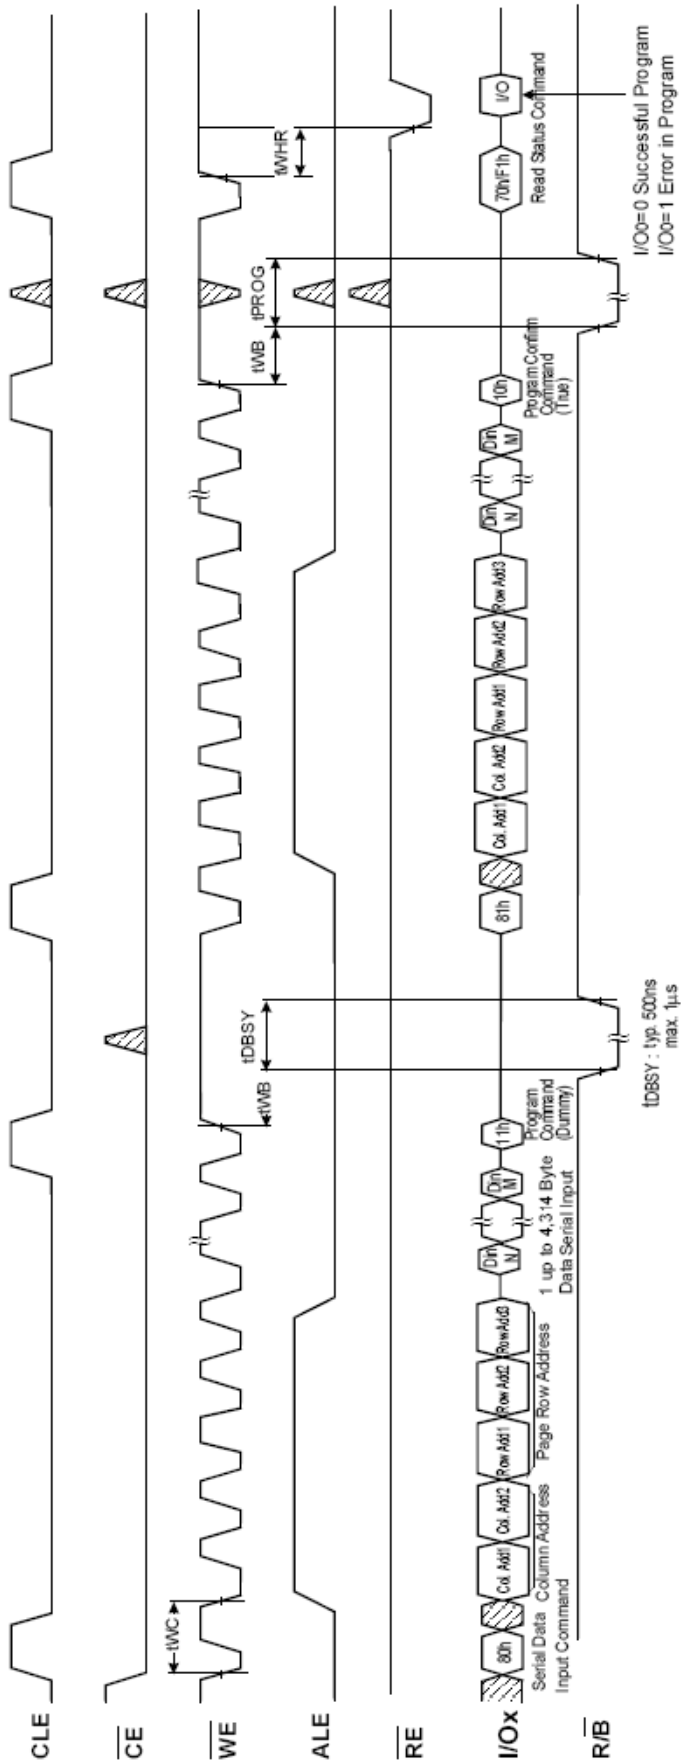 CLE
CE
WE
ALE
RE
I/Ox
R/B
tWC
tWB
tDBSY
tWB
tPROG
tWHR
80h
Col. Add1
Col. Add2
Row Add1
Row Add2
Row Add3
Din
N
Din
M
11h
81h
Col. Add1
Col. Add2
Row Add1
Row Add2
Row Add3
Din
N
Din
M
10h
70h/F1h
I/O
Serial Data
Input Command
Column Address
Page Row Address
1 up to 4,314 Byte
Data Serial Input
Program
Command
(Dummy)
Program Confirm
Command
(True)
Read Status Command
tDBSY : typ. 500ns
max. 1μs
I/O0=0 Successful Program
I/O0=1 Error in Program